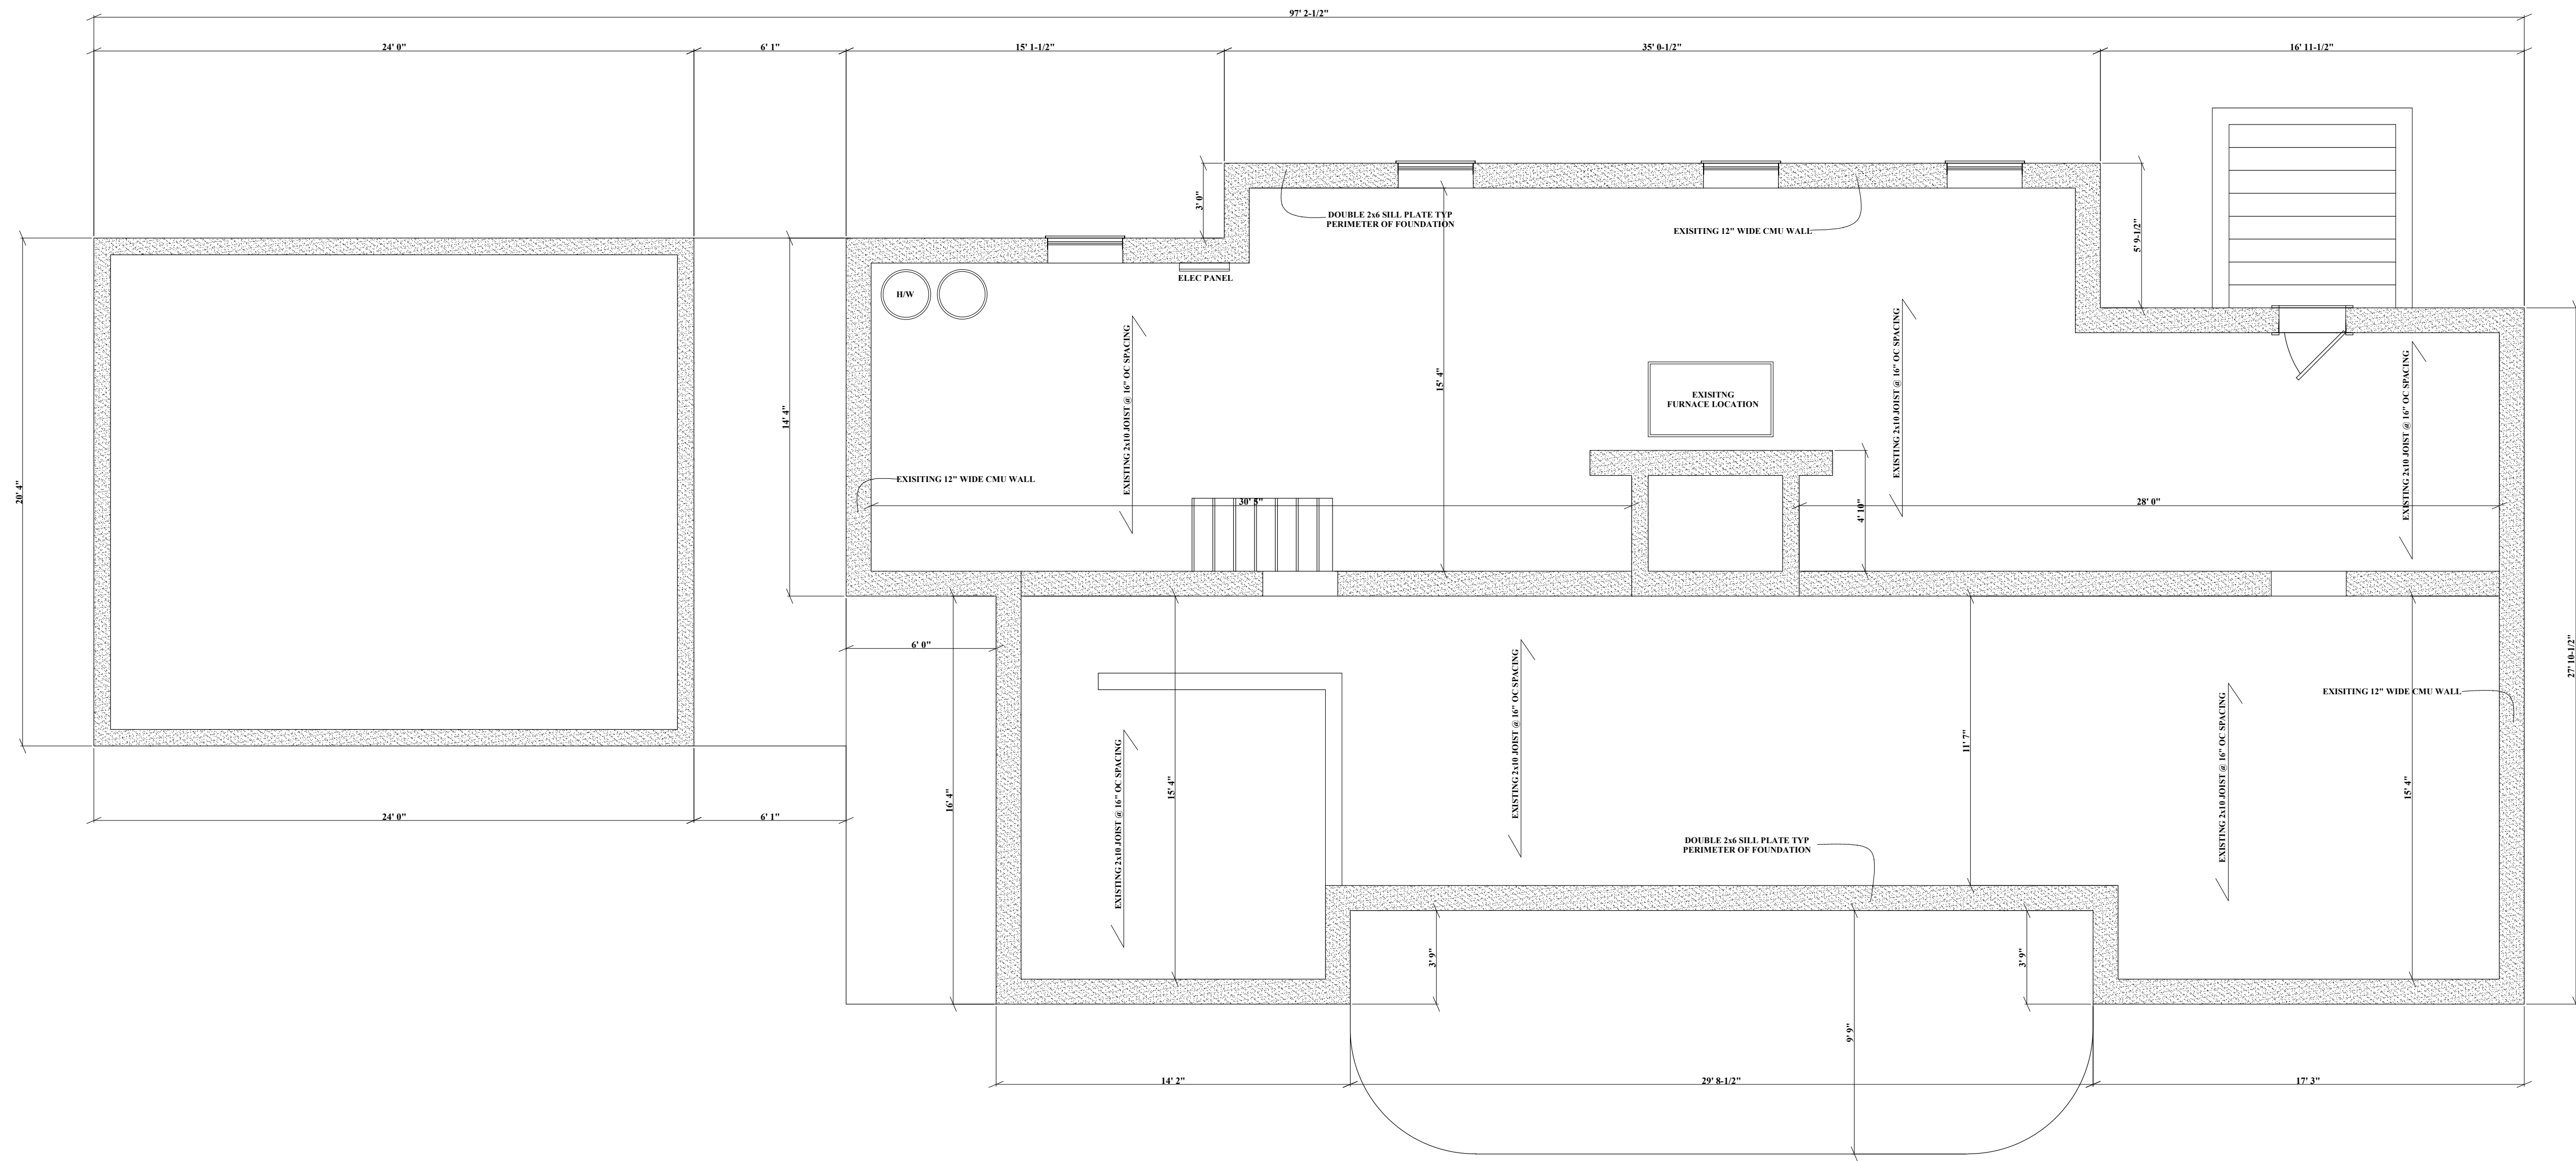 97' 2-1/2"
24' 0"
6' 1"
15' 1-1/2"
35' 0-1/2"
16' 11-1/2"
3' 0"
5' 9-1/2"
DOUBLE 2x6 SILL PLATE TYP
PERIMETER OF FOUNDATION
EXISITING 12" WIDE CMU WALL
ELEC PANEL
H/W
EXISTING 2x10 JOIST @ 16" OC SPACING
15' 4"
EXISTING 2x10 JOIST @ 16" OC SPACING
EXISTING 2x10 JOIST @ 16" OC SPACING
EXISITNG
FURNACE LOCATION
14' 4"
20' 4"
EXISITING 12" WIDE CMU WALL
30' 5"
4' 10"
28' 0"
6' 0"
27' 10-1/2"
EXISTING 2x10 JOIST @ 16" OC SPACING
11' 7"
EXISITING 12" WIDE CMU WALL
EXISTING 2x10 JOIST @ 16" OC SPACING
16' 4"
EXISTING 2x10 JOIST @ 16" OC SPACING
15' 4"
15' 4"
24' 0"
6' 1"
DOUBLE 2x6 SILL PLATE TYP
PERIMETER OF FOUNDATION
3' 9"
3' 9"
9' 9"
14' 2"
29' 8-1/2"
17' 3"